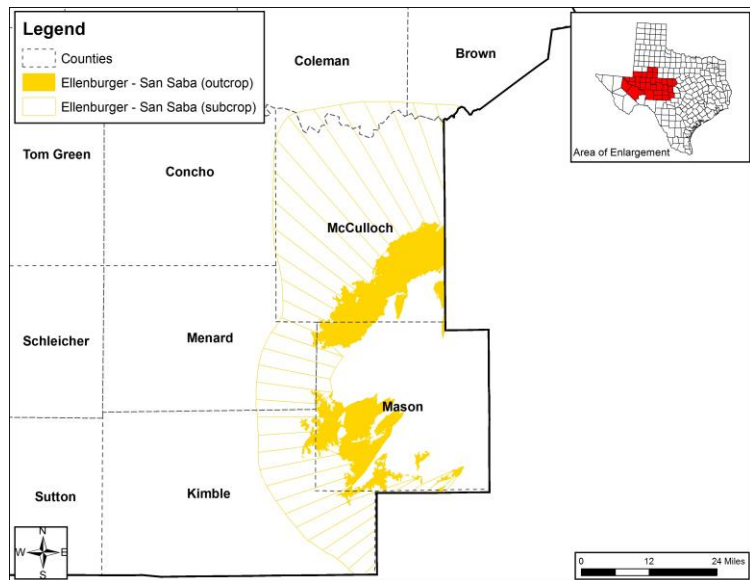 Legend
Counties
Ellenburger - San Saba (outcrop)
Ellenburger - San Saba (subcrop)
Coleman
Brown
Area of Enlargement
Tom Green
Concho
McCulloch
Schleicher
Menard
Mason
Sutton
Kimble
N
W E
S
0 12 24 Miles